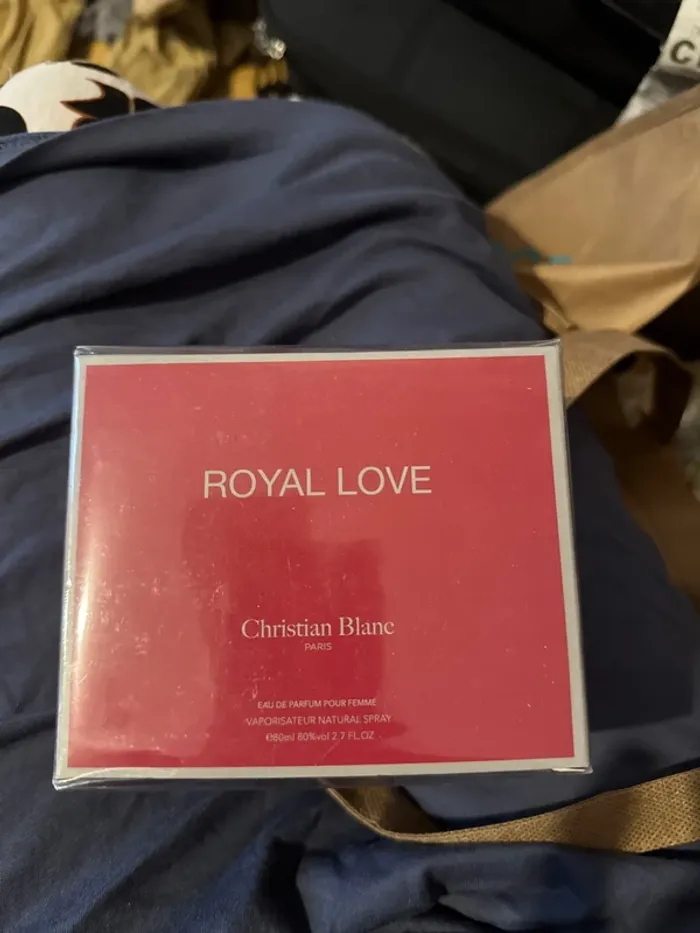 ROYAL LOVE
Christian Blanc
PARIS
EAU DE PARFUM POUR FEMME
VAPORISATEUR NATURAL SPRAY
℮80ml 80%vol 2.7 FL.OZ